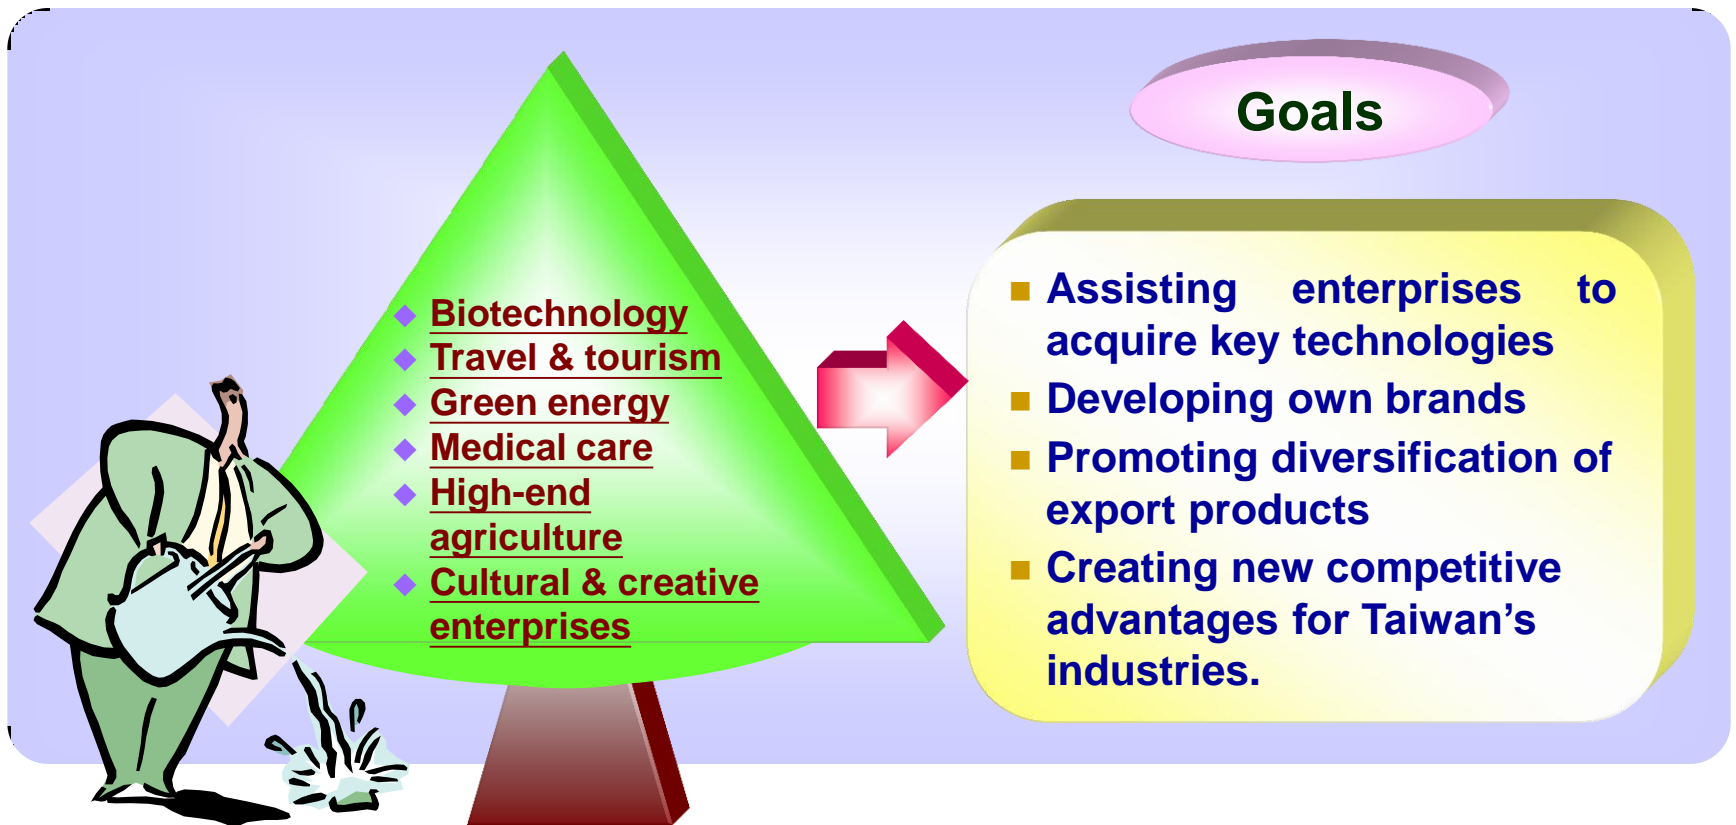 Goals
Biotechnology
Travel & tourism
Green energy
Medical care
High-end
agriculture
Cultural & creative
enterprises
Assisting enterprises to
acquire key technologies
Developing own brands
Promoting diversification of
export products
Creating new competitive
advantages for Taiwan’s
industries.